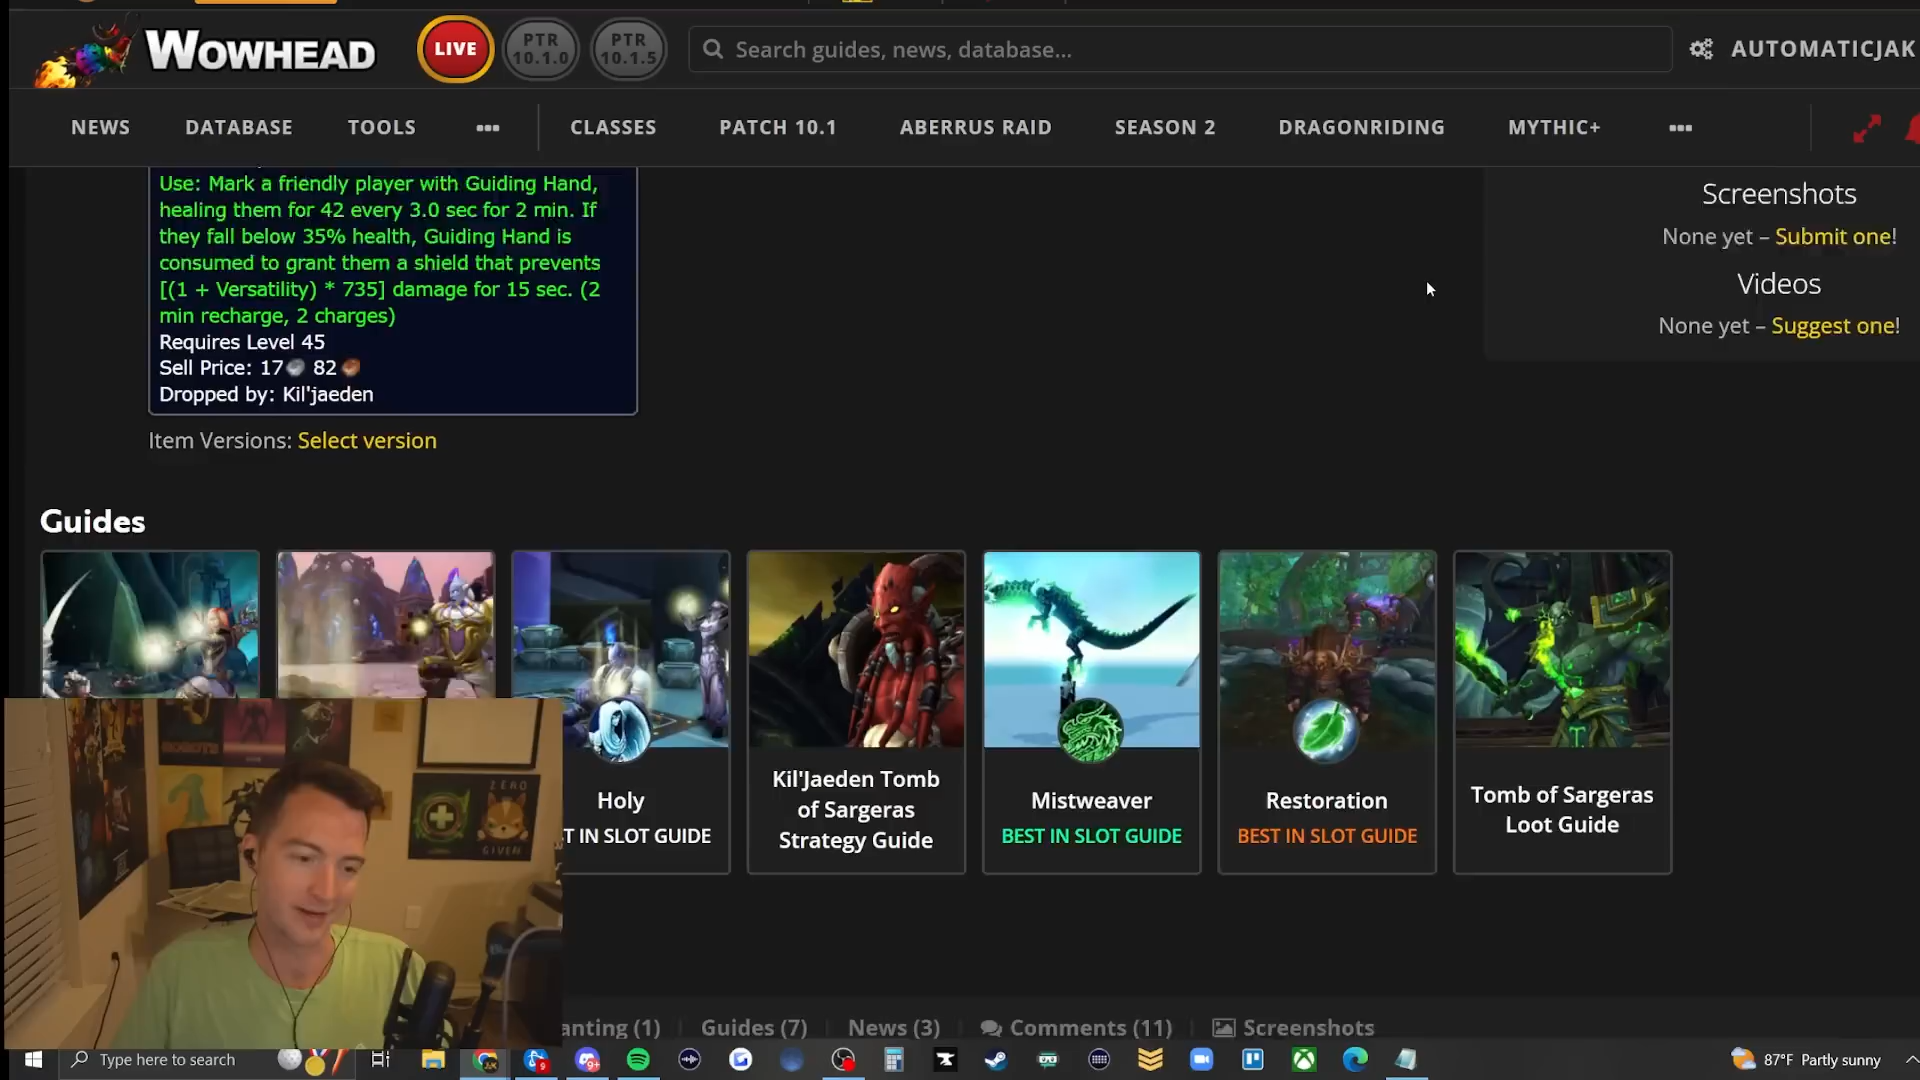 WOWHEAD
LIVE
PTR
10.1.0
PTR
10.1.5
Search guides, news, database...
AUTOMATICJAK
NEWS
DATABASE
TOOLS
CLASSES
PATCH 10.1
ABERRUS RAID
SEASON 2
DRAGONRIDING
MYTHIC+
Use: Mark a friendly player with Guiding Hand,
healing them for 42 every 3.0 sec for 2 min. If
they fall below 35% health, Guiding Hand is
consumed to grant them a shield that prevents
[(1 + Versatility) * 735] damage for 15 sec. (2
min recharge, 2 charges)
Requires Level 45
Sell Price: 17 82
Dropped by: Kil'jaeden
Item Versions: Select version
Screenshots
None yet – Submit one!
Videos
None yet – Suggest one!
Guides
Holy
T IN SLOT GUIDE
Kil'Jaeden Tomb
of Sargeras
Strategy Guide
Mistweaver
BEST IN SLOT GUIDE
Restoration
BEST IN SLOT GUIDE
Tomb of Sargeras
Loot Guide
ROBOTS
ZERO
GIVEN
anting (1)
Guides (7)
News (3)
Comments (11)
Screenshots
Type here to search
87°F Partly sunny